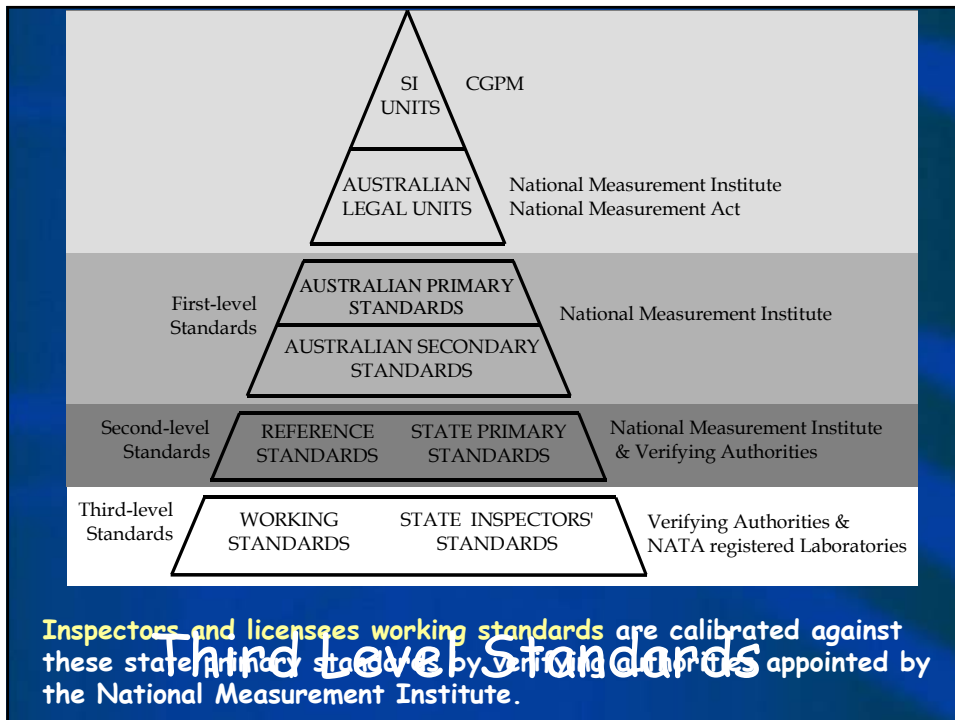 SI
UNITS
CGPM
AUSTRALIAN
LEGAL UNITS
National Measurement Institute
National Measurement Act
First-level
Standards
AUSTRALIAN PRIMARY
STANDARDS
National Measurement Institute
AUSTRALIAN SECONDARY
STANDARDS
Second-level
Standards
REFERENCE
STANDARDS
STATE PRIMARY
STANDARDS
National Measurement Institute
& Verifying Authorities
Third-level
Standards
WORKING
STANDARDS
STATE INSPECTORS'
STANDARDS
Verifying Authorities &
NATA registered Laboratories
Inspectors and licensees working standards are calibrated against
these state primary standards by verifying authorities appointed by
the National Measurement Institute.
Third Level Standards